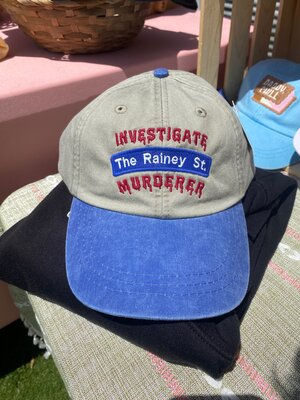 INVESTIGATE
The Rainey St.
MURDERER